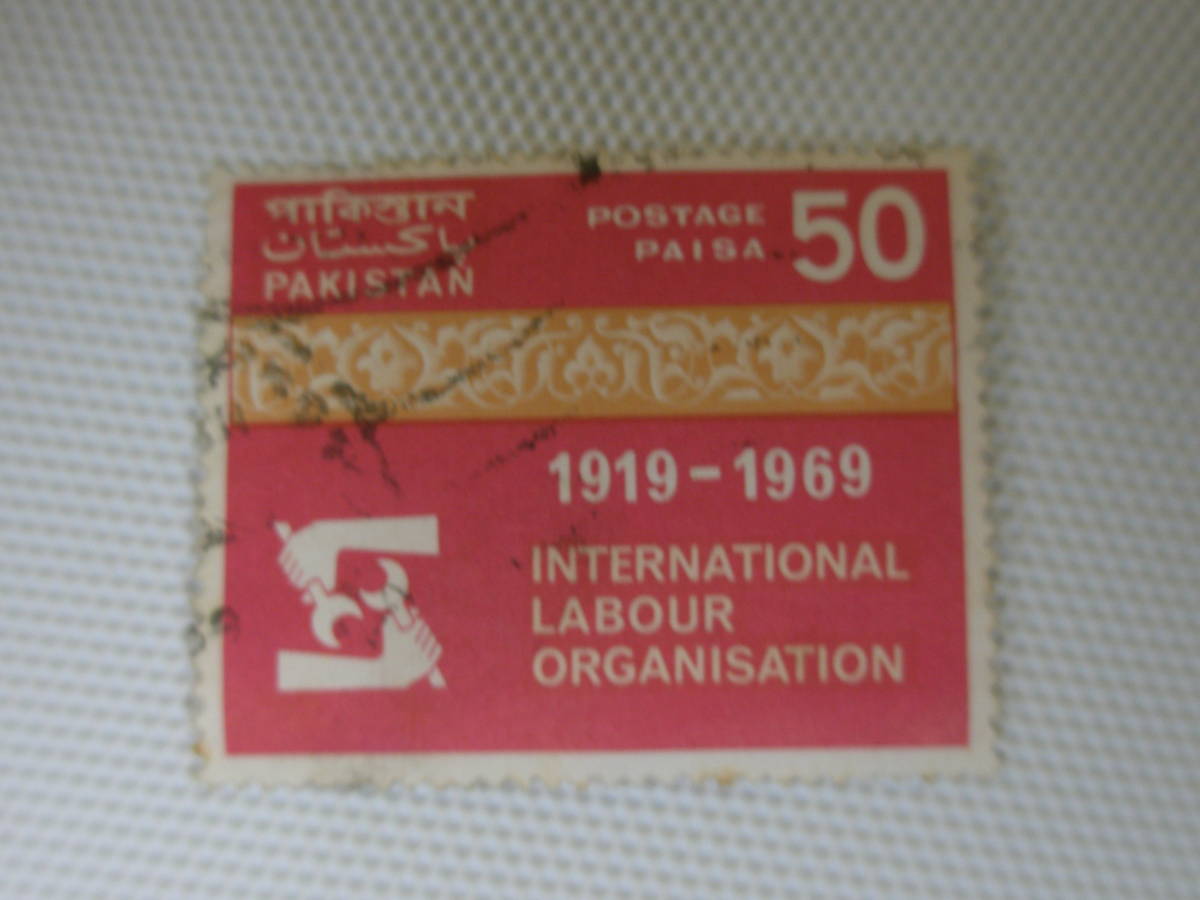 পাকিস্তান
پاکستان
PAKISTAN
POSTAGE
PAISA
50
1919-1969
INTERNATIONAL
LABOUR
ORGANISATION